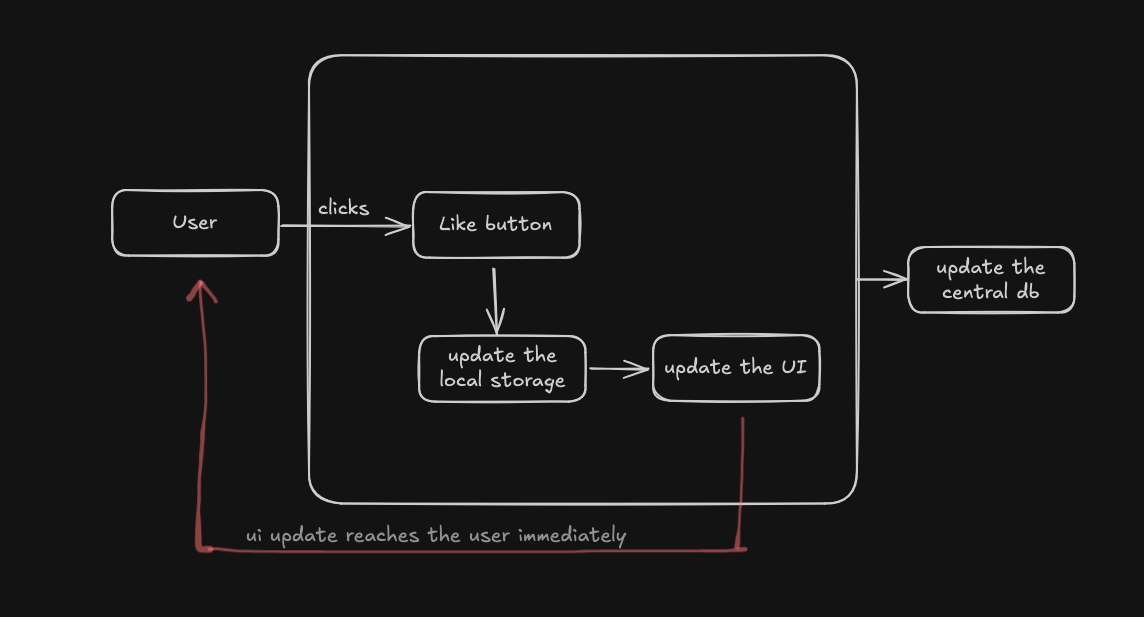 clicks
User
Like button
update the
central db
update the
local storage
update the UI
ui update reaches the user immediately